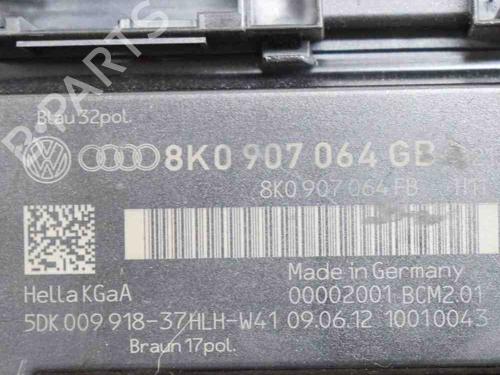 Blau 32pol.
8K0 907 064 GB
8K0 907 064 FB H11
Made in Germany
Hella KGaA 00002001 BCM2.01
5DK 009 918-37HLH-W41 09.06.12 10010043
Braun 17pol.